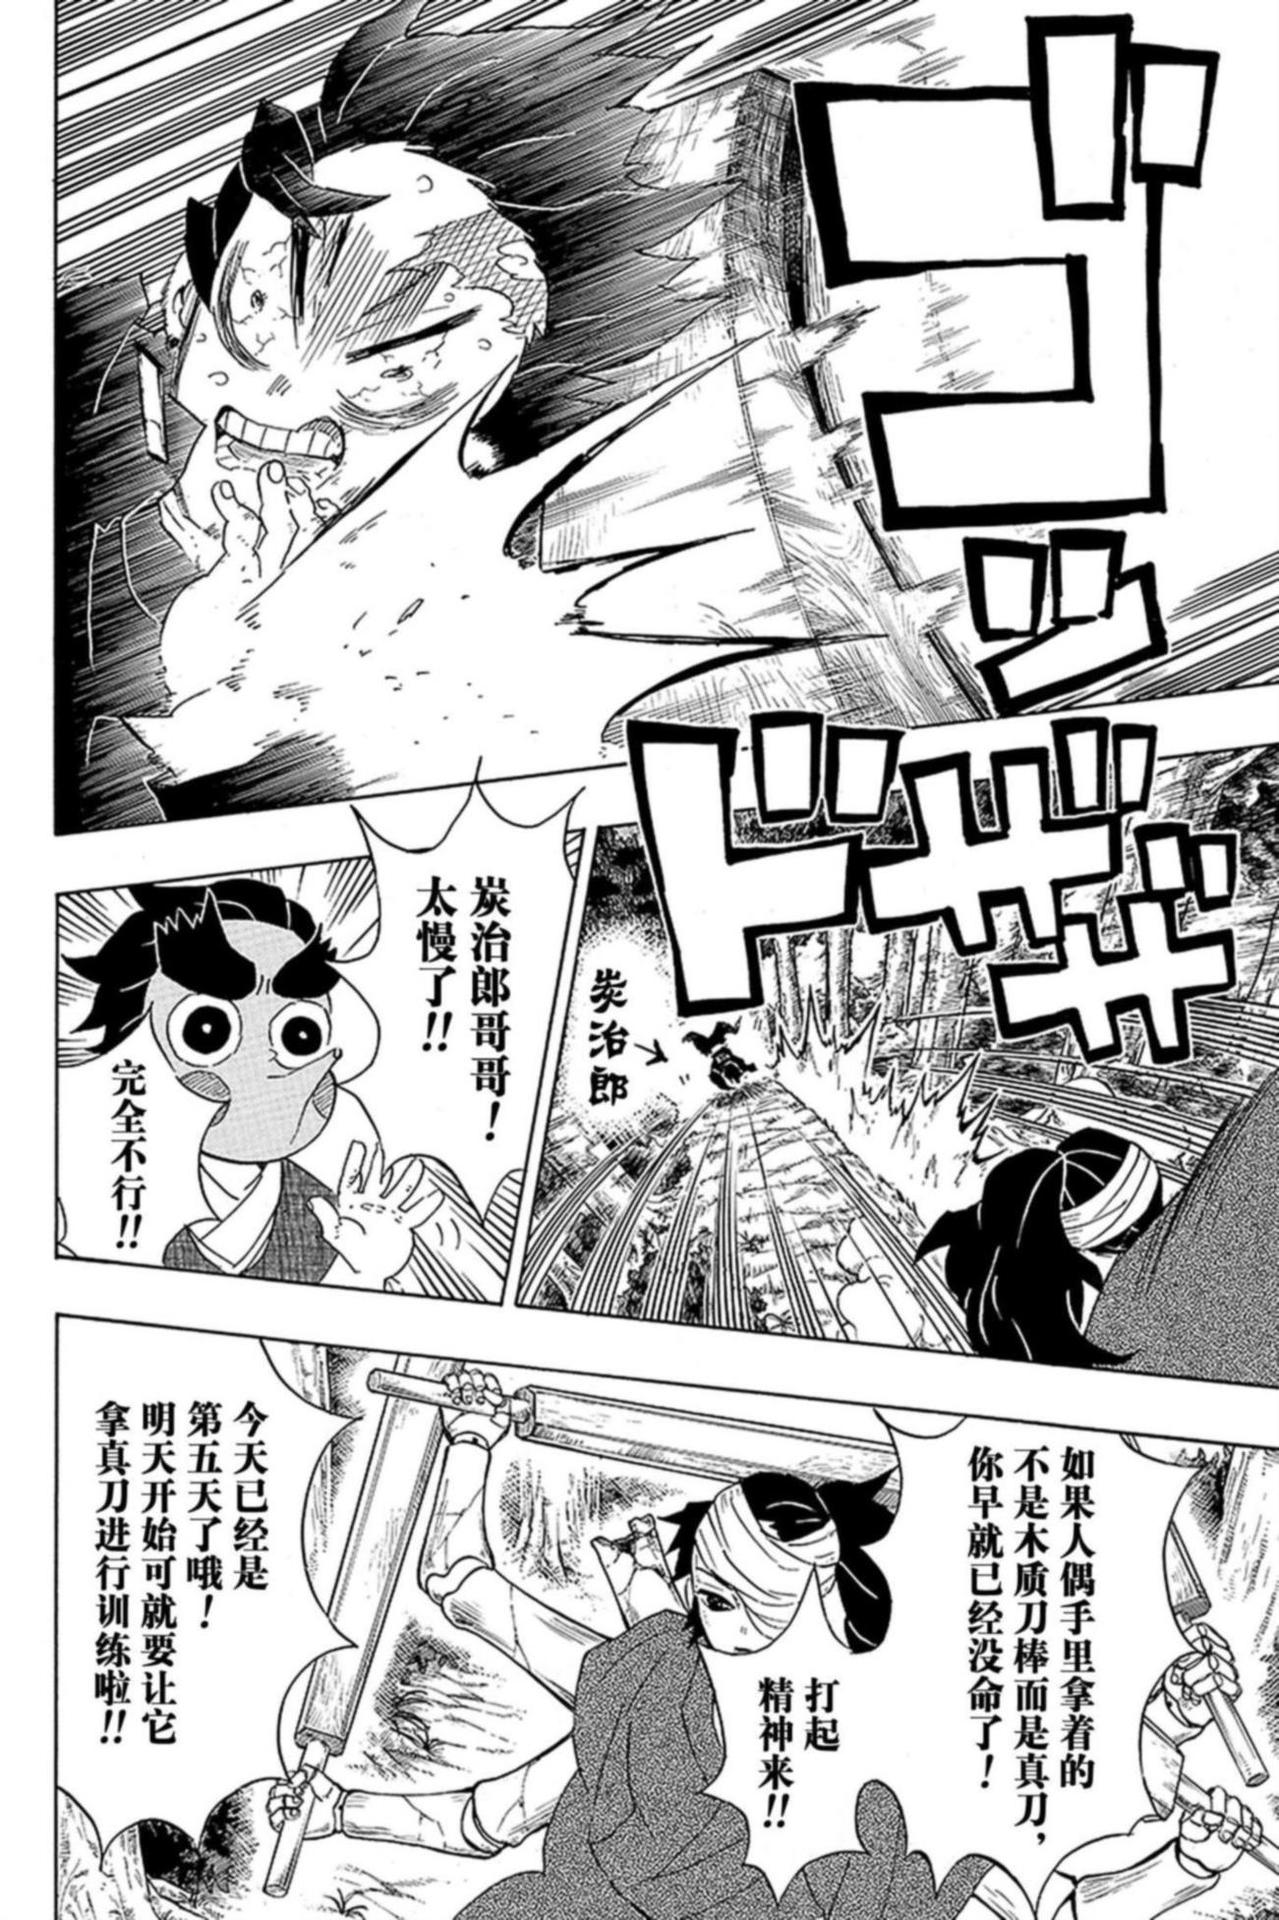 ゴッ
ドザザ
炭治郎
炭治郎哥哥！
太慢了！！
完全不行！！
如果人偶手里拿着的
不是木质刀棒而是真刀，
你早就已经没命了！
打起
精神来！！
今天已经是
第五天了哦！
明天开始可就要让它
拿真刀进行训练啦！！